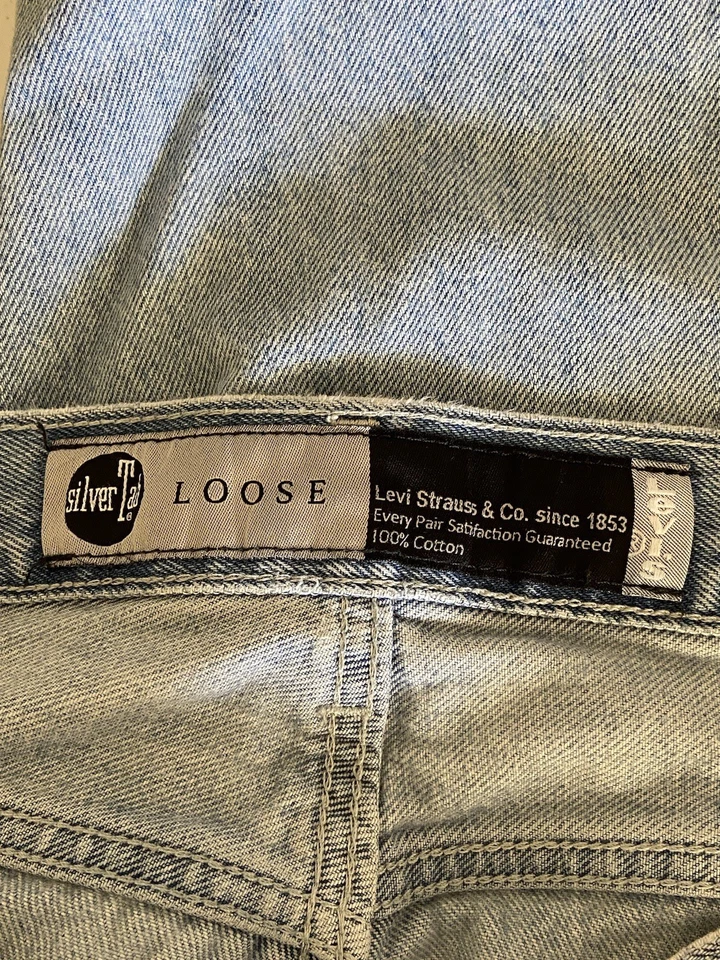 silver Tab
LOOSE
Levi Strauss & Co. since 1853
Every Pair Satifaction Guaranteed
100% Cotton
Levi's